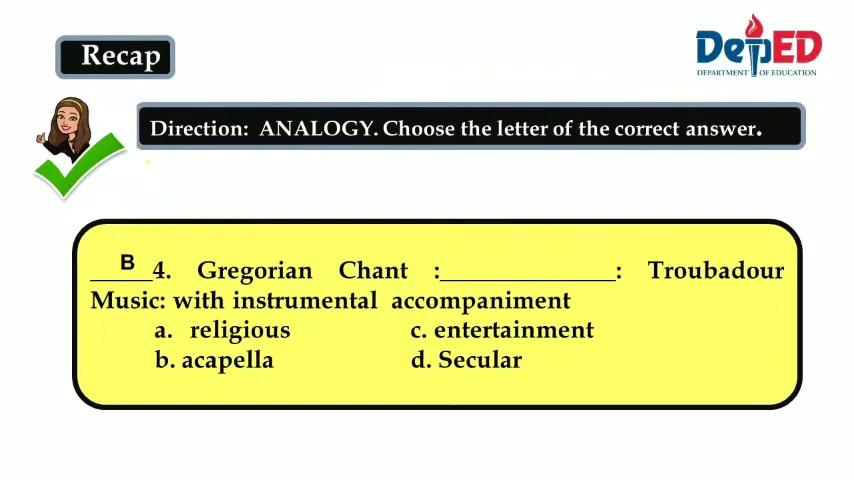 Recap
DepED
DEPARTMENT OF EDUCATION
Direction: ANALOGY. Choose the letter of the correct answer.
__B__4. Gregorian Chant :______________: Troubadour
Music: with instrumental accompaniment
a. religious c. entertainment
b. acapella d. Secular